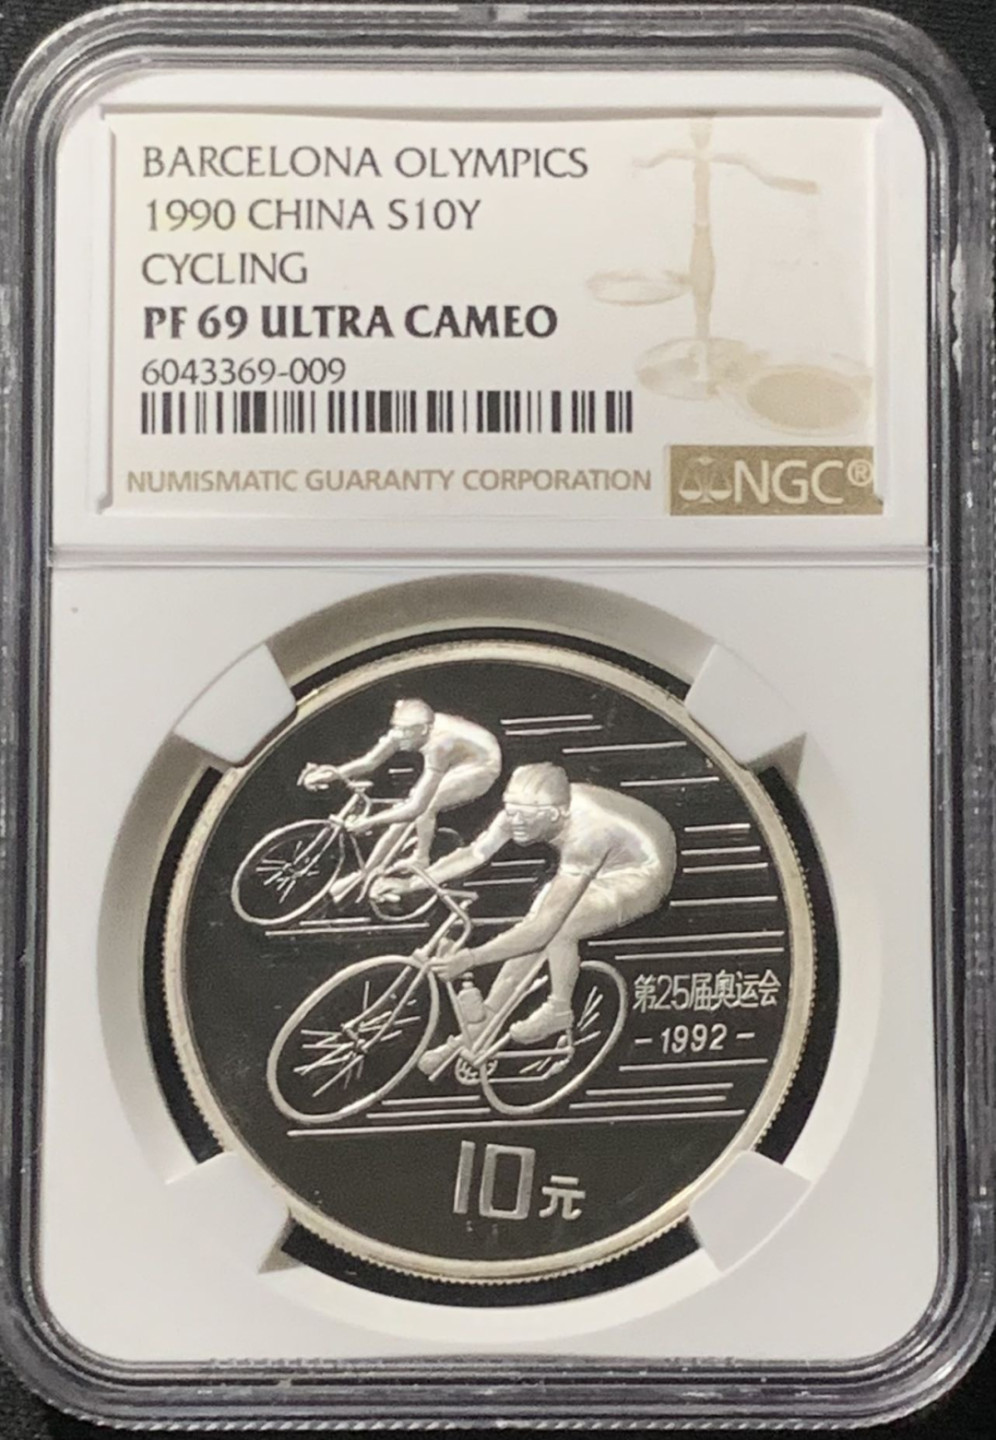 BARCELONA OLYMPICS
1990 CHINA S10Y
CYCLING
PF 69 ULTRA CAMEO
6043369-009
NUMISMATIC GUARANTY CORPORATION
NGC®
第25届奥运会
-1992-
10元